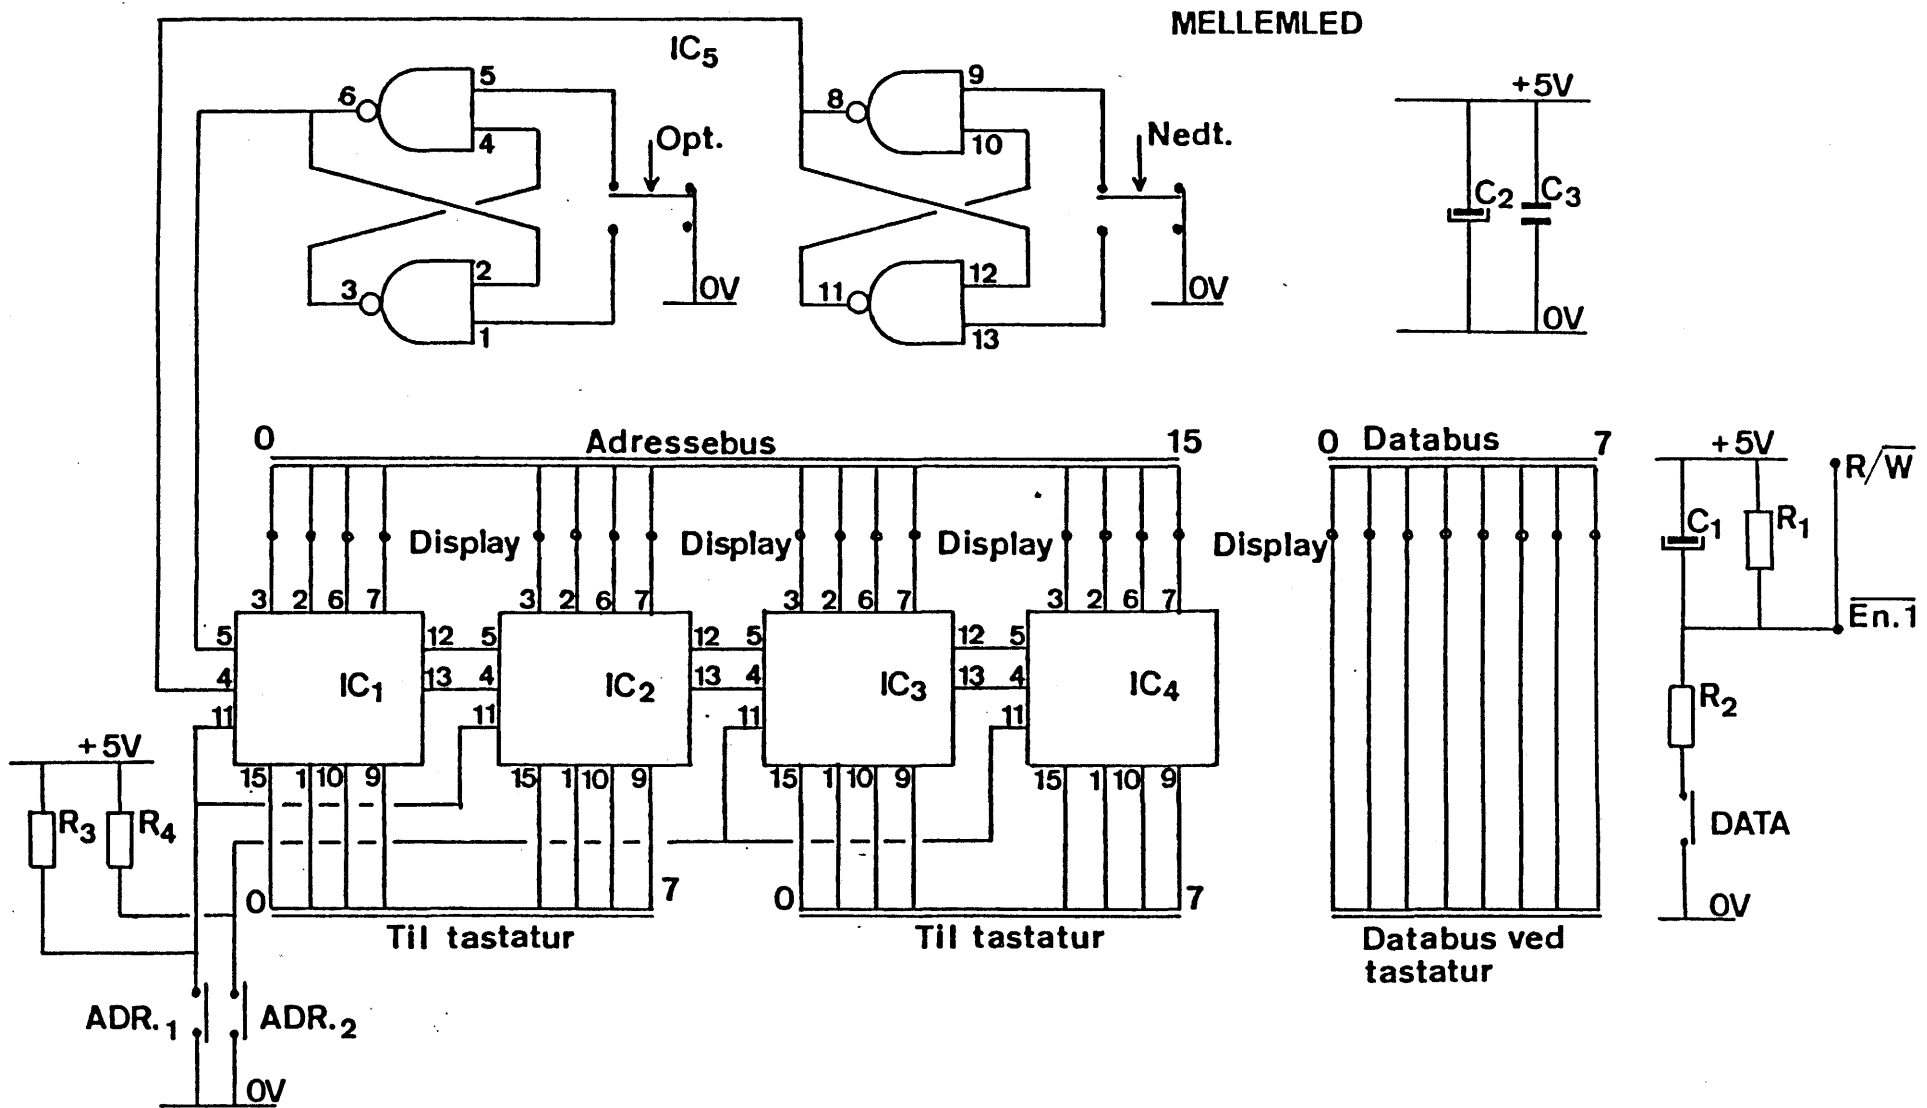 MELLEMLED
IC5
6 5 4
Opt.
3 2 1
0V
8 9 10
Nedt.
11 12 13
0V
+5V
C2 C3
0V
0 Adressebus 15
0 Databus 7
Display Display Display Display
3 2 6 7 3 2 6 7 3 2 6 7 3 2 6 7
5 12 5 12 5 12 5
4 IC1 13 4 IC2 13 4 IC3 13 4 IC4
11 11 11 11
15 1 10 9 15 1 10 9 15 1 10 9 15 1 10 9
+5V
R3 R4
0 7
Til tastatur
0 7
Til tastatur
Databus ved
tastatur
ADR.1 ADR.2
0V
+5V
R/W̅
C1 R1
E̅n̅.̅1̅
R2
DATA
0V